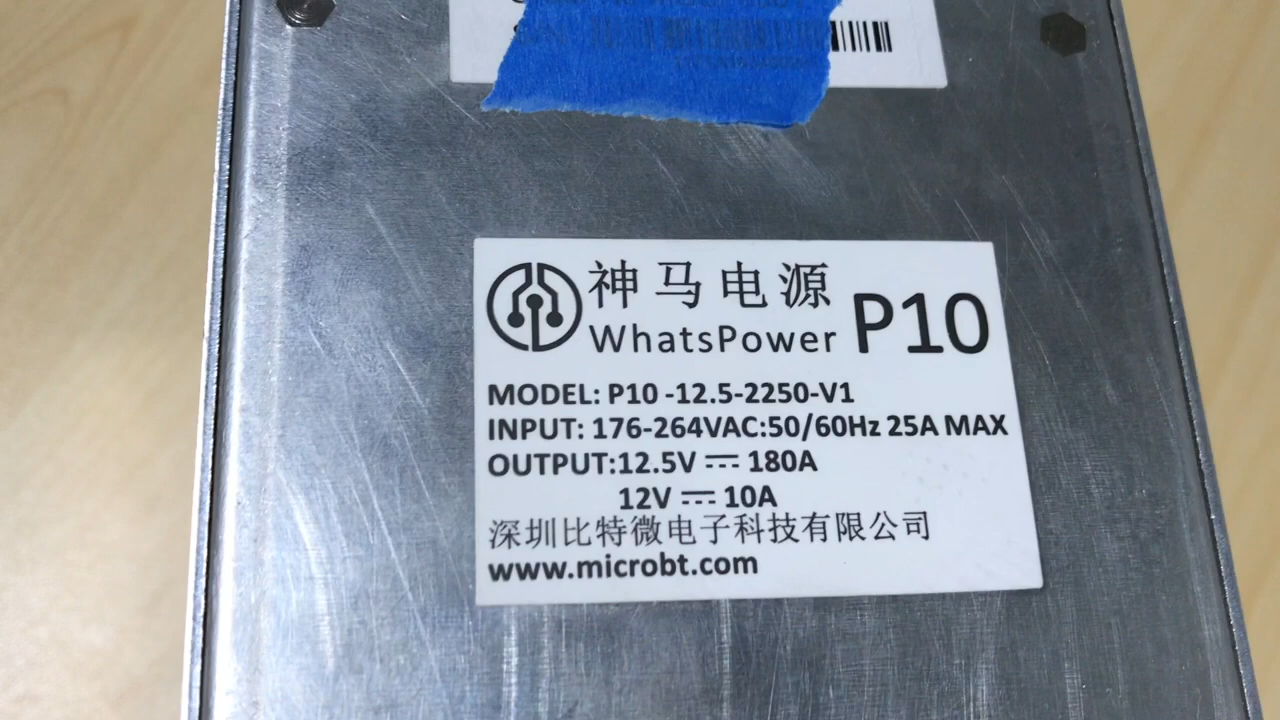 神马电源
WhatsPower
P10
MODEL: P10 -12.5-2250-V1
INPUT: 176-264VAC:50/60Hz 25A MAX
OUTPUT:12.5V ⎓ 180A
12V ⎓ 10A
深圳比特微电子科技有限公司
www.microbt.com